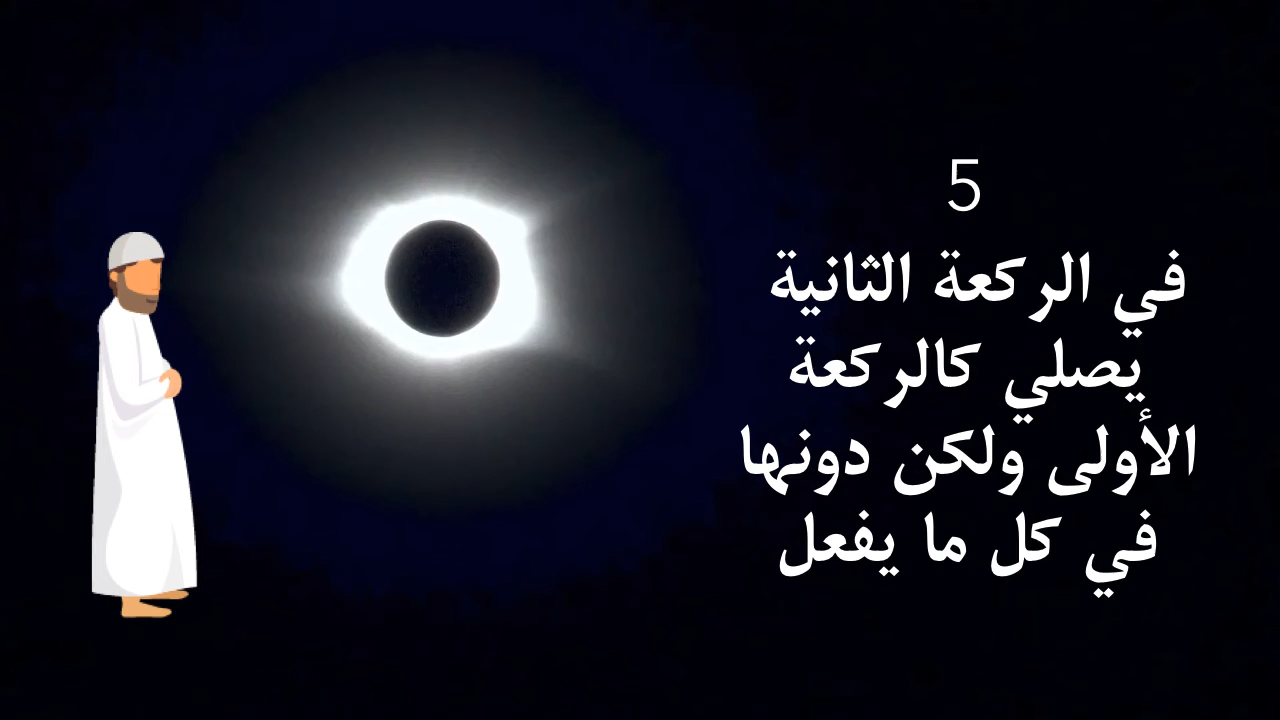 5
في الركعة الثانية
يصلي كالركعة
الأولى ولكن دونها
في كل ما يفعل